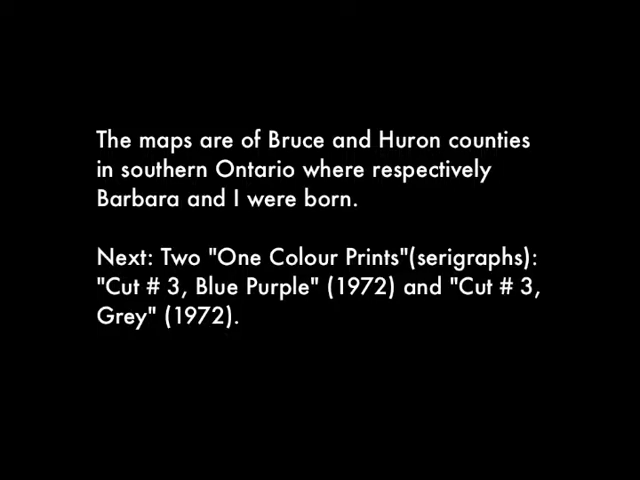 The maps are of Bruce and Huron counties
in southern Ontario where respectively
Barbara and I were born.
Next: Two "One Colour Prints"(serigraphs):
"Cut # 3, Blue Purple" (1972) and "Cut # 3,
Grey" (1972).